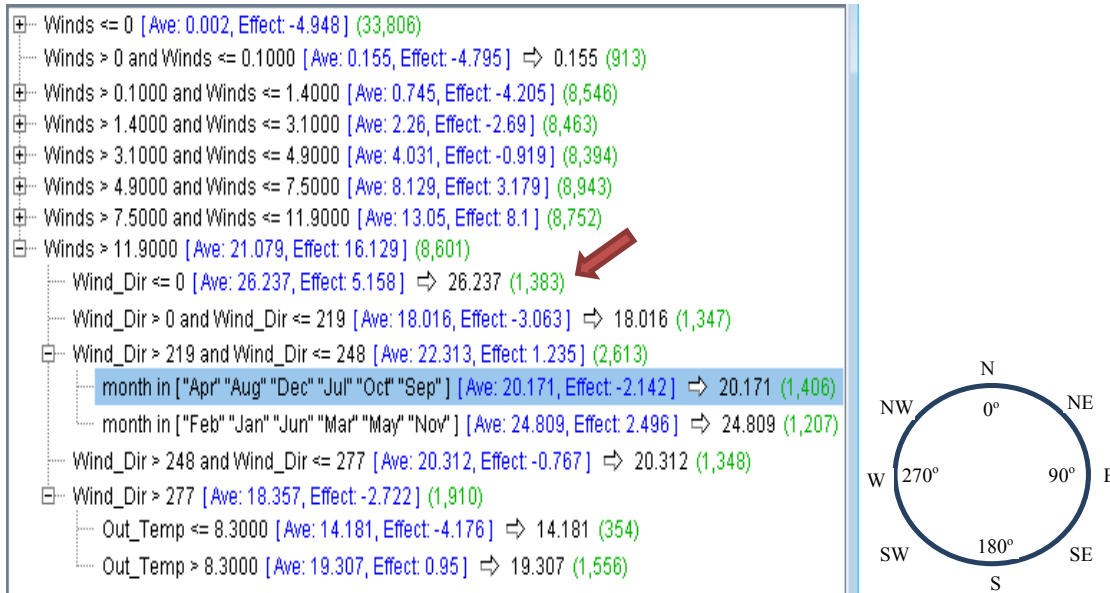 Winds <= 0 [Ave: 0.002, Effect: -4.948] (33,806)
Winds > 0 and Winds <= 0.1000 [Ave: 0.155, Effect: -4.795] ⇨ 0.155 (913)
Winds > 0.1000 and Winds <= 1.4000 [Ave: 0.745, Effect: -4.205] (8,546)
Winds > 1.4000 and Winds <= 3.1000 [Ave: 2.26, Effect: -2.69] (8,463)
Winds > 3.1000 and Winds <= 4.9000 [Ave: 4.031, Effect: -0.919] (8,394)
Winds > 4.9000 and Winds <= 7.5000 [Ave: 8.129, Effect: 3.179] (8,943)
Winds > 7.5000 and Winds <= 11.9000 [Ave: 13.05, Effect: 8.1] (8,752)
Winds > 11.9000 [Ave: 21.079, Effect: 16.129] (8,601)
Wind_Dir <= 0 [Ave: 26.237, Effect: 5.158] ⇨ 26.237 (1,383)
Wind_Dir > 0 and Wind_Dir <= 219 [Ave: 18.016, Effect: -3.063] ⇨ 18.016 (1,347)
Wind_Dir > 219 and Wind_Dir <= 248 [Ave: 22.313, Effect: 1.235] (2,613)
month in ["Apr" "Aug" "Dec" "Jul" "Oct" "Sep"] [Ave: 20.171, Effect: -2.142] ⇨ 20.171 (1,406)
month in ["Feb" "Jan" "Jun" "Mar" "May" "Nov"] [Ave: 24.809, Effect: 2.496] ⇨ 24.809 (1,207)
Wind_Dir > 248 and Wind_Dir <= 277 [Ave: 20.312, Effect: -0.767] ⇨ 20.312 (1,348)
Wind_Dir > 277 [Ave: 18.357, Effect: -2.722] (1,910)
Out_Temp <= 8.3000 [Ave: 14.181, Effect: -4.176] ⇨ 14.181 (354)
Out_Temp > 8.3000 [Ave: 19.307, Effect: 0.95] ⇨ 19.307 (1,556)
N
NW 0º NE
W 270º 90º E
SW 180º SE
S